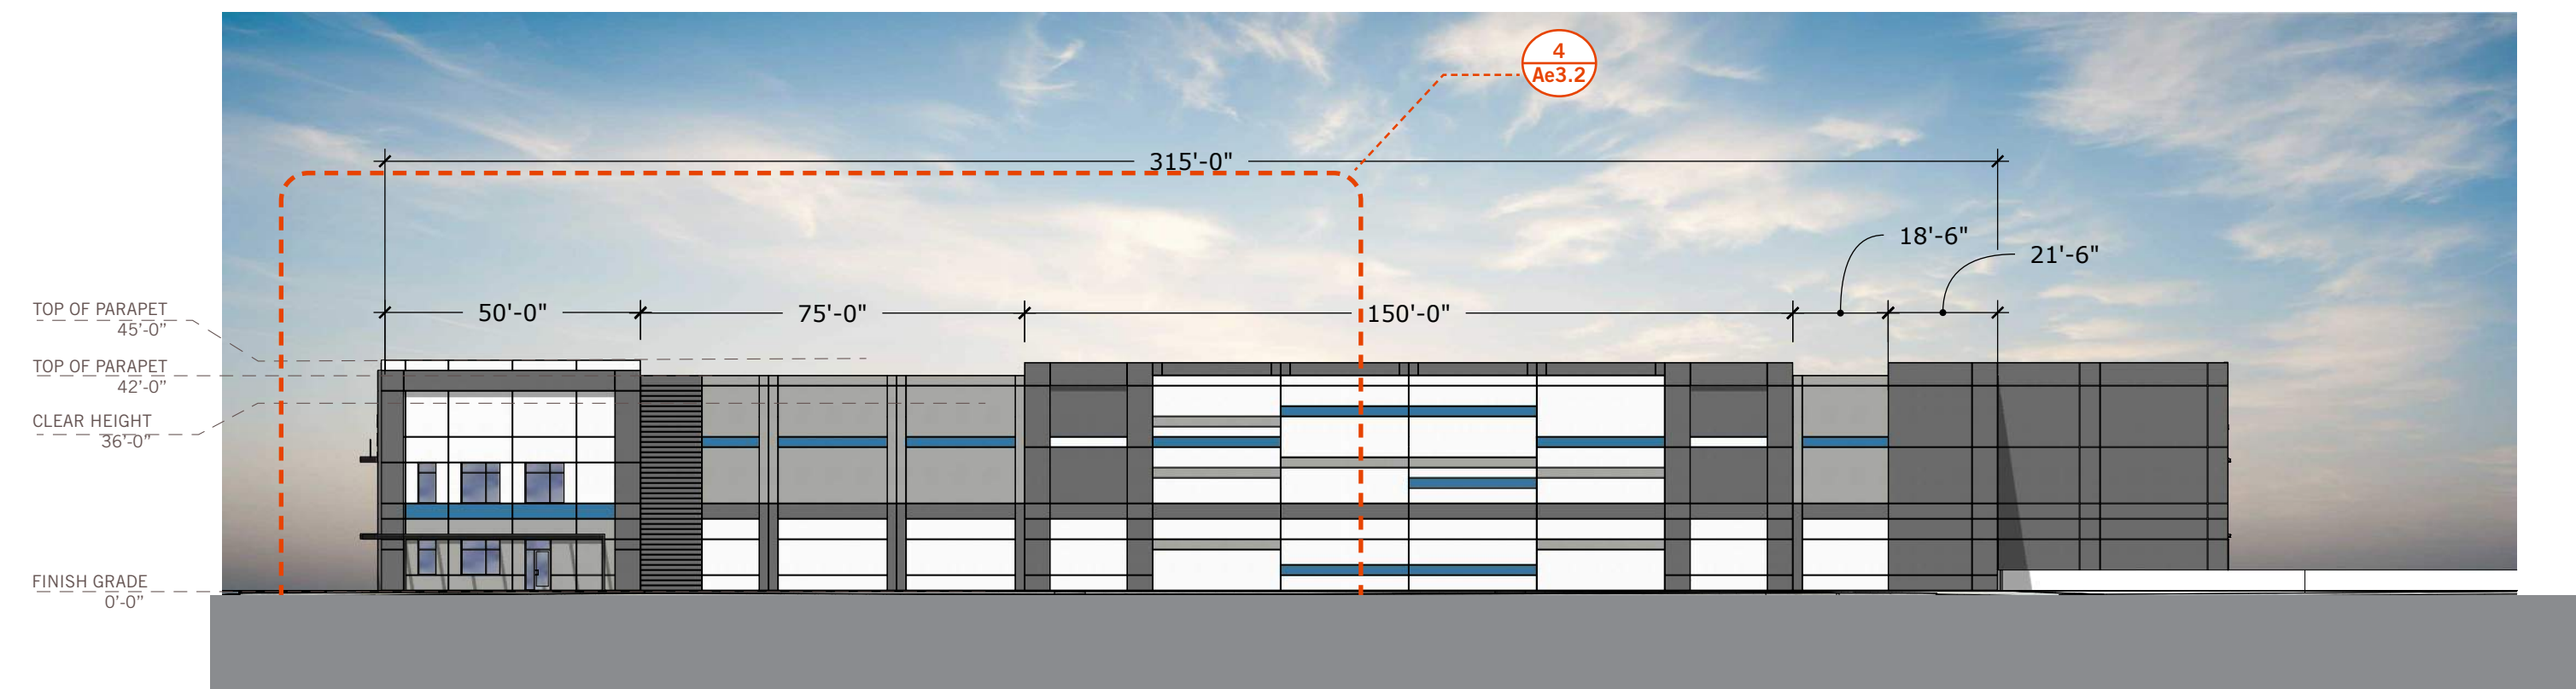 4
Ae3.2
315'-0"
18'-6"
21'-6"
50'-0"
75'-0"
150'-0"
TOP OF PARAPET
45'-0"
TOP OF PARAPET
42'-0"
CLEAR HEIGHT
36'-0"
FINISH GRADE
0'-0"